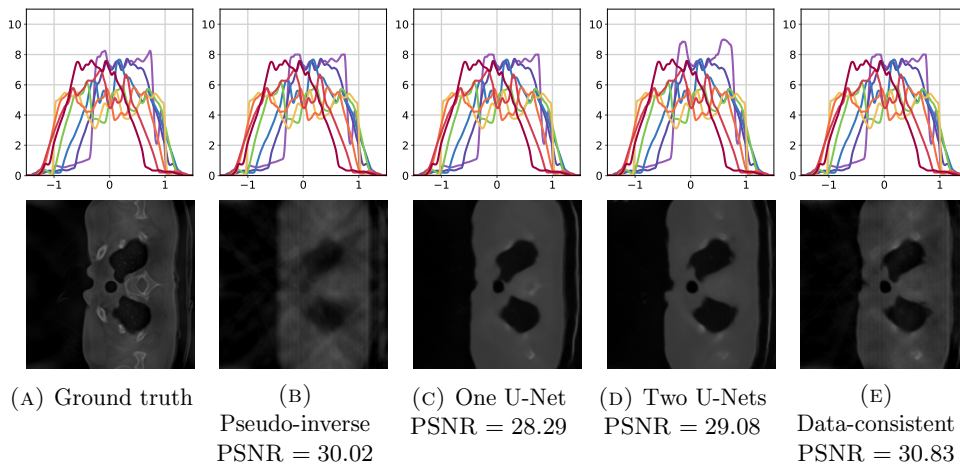 10
8
6
4
2
0
−1 0 1
10
8
6
4
2
0
−1 0 1
10
8
6
4
2
0
−1 0 1
10
8
6
4
2
0
−1 0 1
10
8
6
4
2
0
−1 0 1
(A) Ground truth
(B)
Pseudo-inverse
PSNR = 30.02
(C) One U-Net
PSNR = 28.29
(D) Two U-Nets
PSNR = 29.08
(E)
Data-consistent
PSNR = 30.83